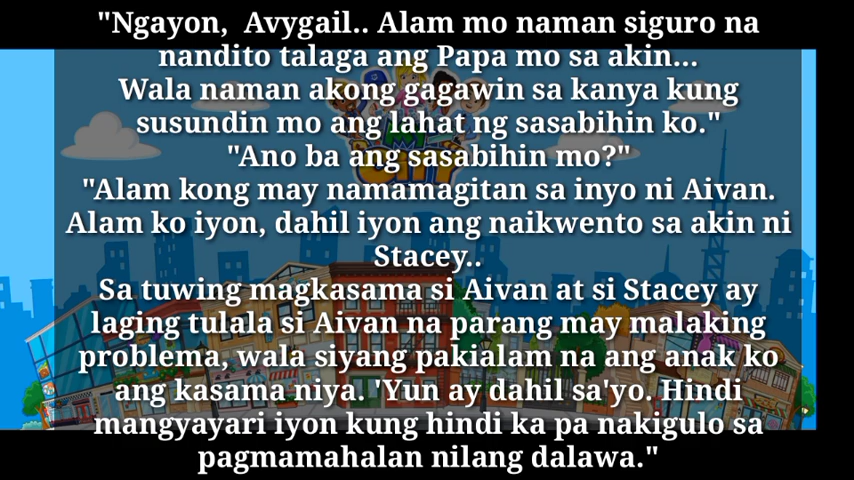 "Ngayon, Avygail.. Alam mo naman siguro na
nandito talaga ang Papa mo sa akin...
Wala naman akong gagawin sa kanya kung
susundin mo ang lahat ng sasabihin ko."
"Ano ba ang sasabihin mo?"
"Alam kong may namamagitan sa inyo ni Aivan.
Alam ko iyon, dahil iyon ang naikwento sa akin ni
Stacey..
Sa tuwing magkasama si Aivan at si Stacey ay
laging tulala si Aivan na parang may malaking
problema, wala siyang pakialam na ang anak ko
ang kasama niya. 'Yun ay dahil sa'yo. Hindi
mangyayari iyon kung hindi ka pa nakigulo sa
pagmamahalan nilang dalawa."